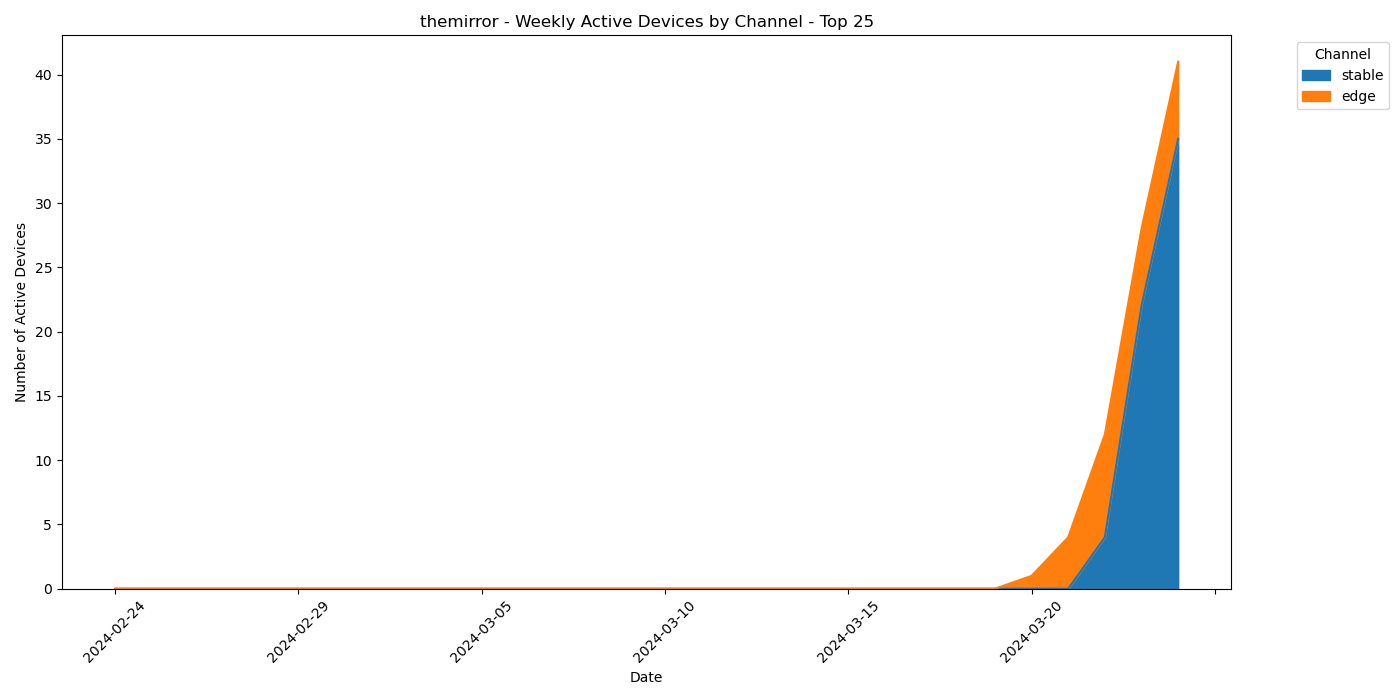 themirror - Weekly Active Devices by Channel - Top 25
Channel
stable
edge
Number of Active Devices
40
35
30
25
20
15
10
5
0
2024-02-24
2024-02-29
2024-03-05
2024-03-10
2024-03-15
2024-03-20
Date